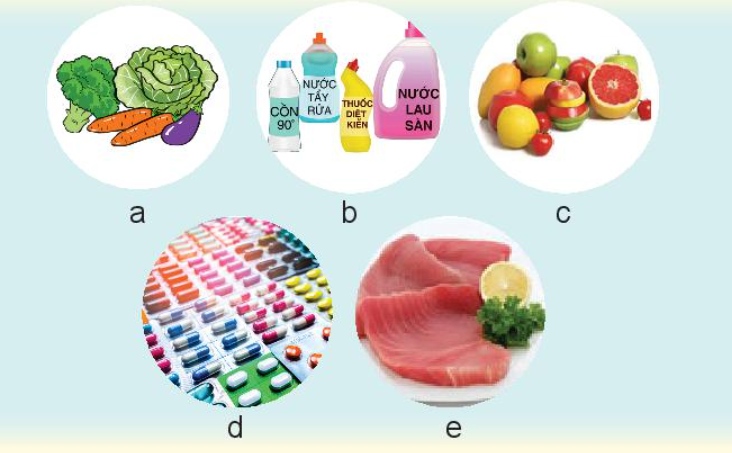 CỒN
90°
NƯỚC
TẨY
RỬA
THUỐC
DIỆT
KIẾN
NƯỚC
LAU
SÀN
a
b
c
d
e